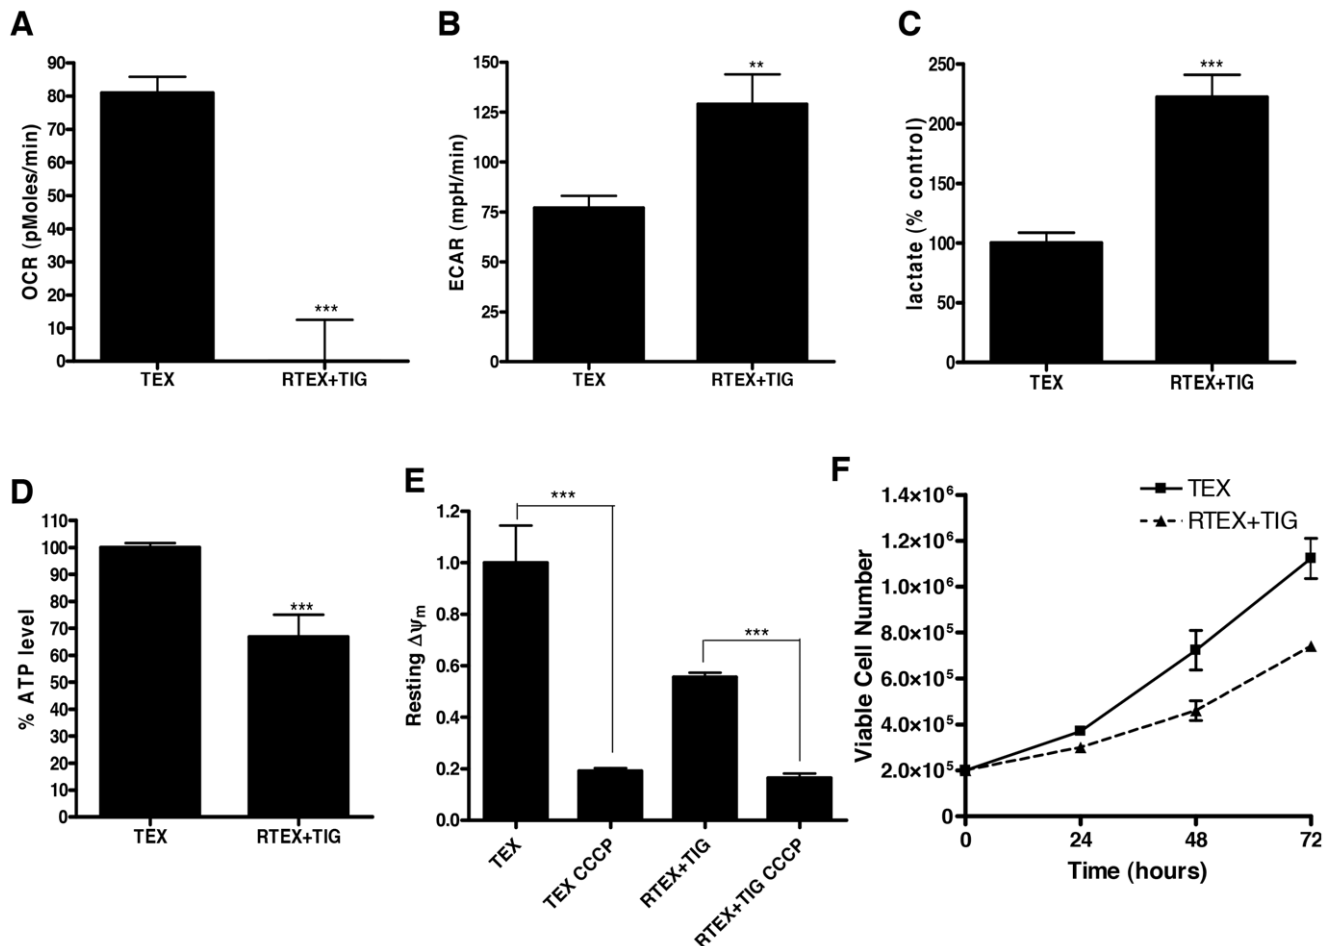 A
OCR (pMoles/min)
90
80
70
60
50
40
30
20
10
0
***
TEX
RTEX+TIG
B
ECAR (mpH/min)
150
125
100
75
50
25
0
**
TEX
RTEX+TIG
C
lactate (% control)
250
200
250
150
100
50
0
***
TEX
RTEX+TIG
D
% ATP level
110
100
90
80
70
60
50
40
30
20
10
0
***
TEX
RTEX+TIG
E
Resting Δψm
1.2
1.0
0.8
0.6
0.4
0.2
0.0
***
***
TEX
TEX CCCP
RTEX+TIG
RTEX+TIG CCCP
F
Viable Cell Number
1.4×10⁶
1.2×10⁶
1.0×10⁶
8.0×10⁵
6.0×10⁵
4.0×10⁵
2.0×10⁵
0
TEX
RTEX+TIG
0 24 48 72
Time (hours)